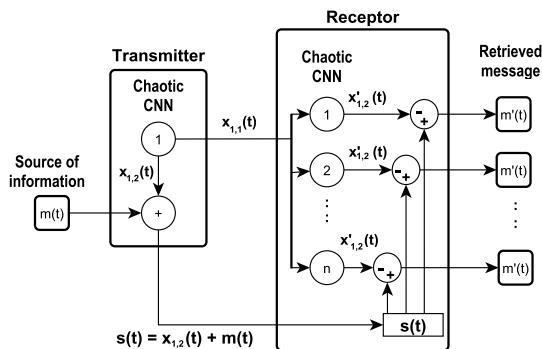 Receptor
Transmitter
Chaotic
CNN
Chaotic
CNN
Retrieved
message
x1,1(t)
1
1
x'1,2(t)
-
+
m'(t)
Source of
information
x1,2(t)
2
x'1,2(t)
-
+
m'(t)
m(t)
+
n
x'1,2(t)
-
+
m'(t)
s(t)
s(t) = x1,2(t) + m(t)